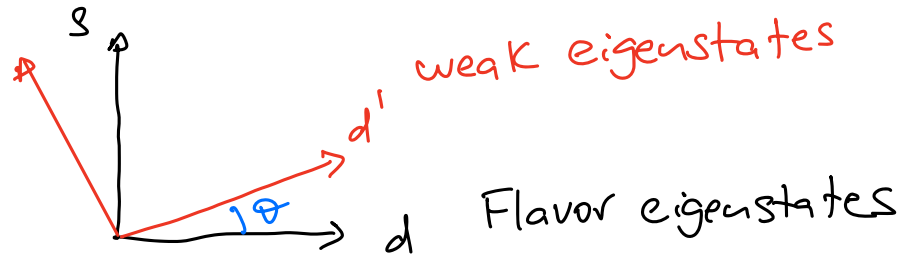 s
weak eigenstates
d'
θ
Flavor eigenstates
d